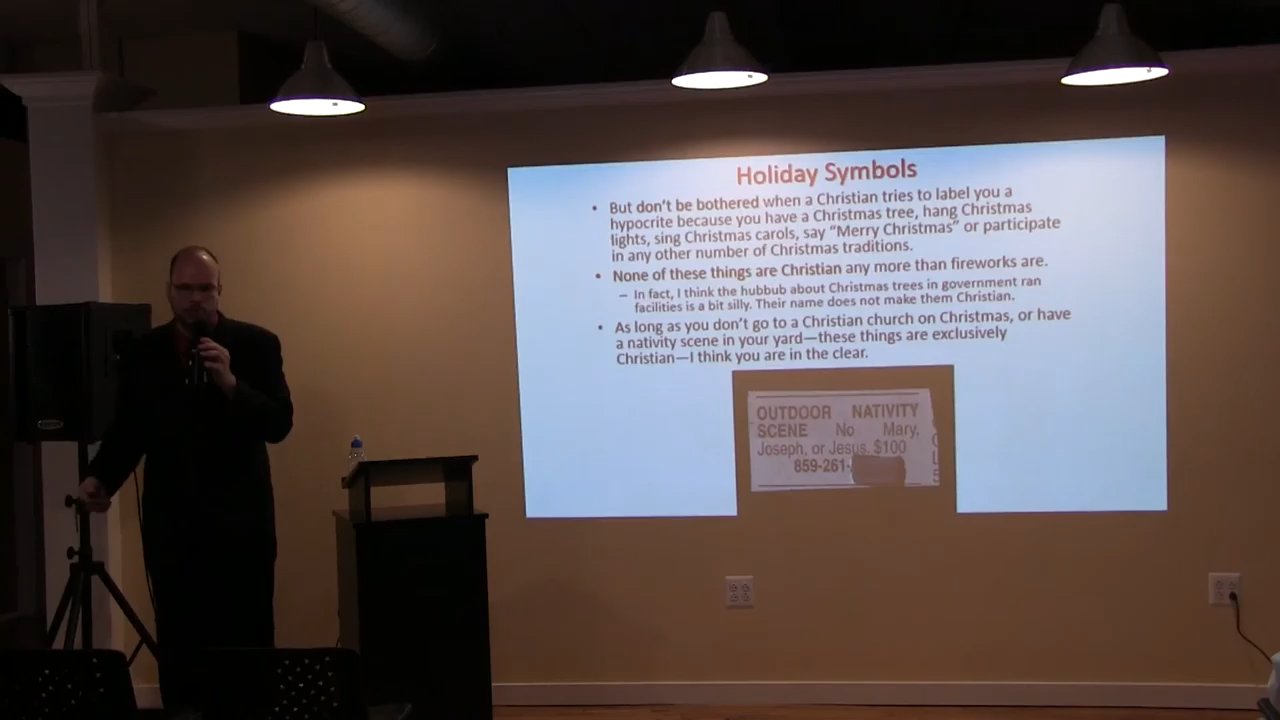 Holiday Symbols
• But don't be bothered when a Christian tries to label you a
hypocrite because you have a Christmas tree, hang Christmas
lights, sing Christmas carols, say “Merry Christmas” or participate
in any other number of Christmas traditions.
• None of these things are Christian any more than fireworks are.
– In fact, I think the hubbub about Christmas trees in government ran
facilities is a bit silly. Their name does not make them Christian.
• As long as you don't go to a Christian church on Christmas, or have
a nativity scene in your yard—these things are exclusively
Christian—I think you are in the clear.
OUTDOOR NATIVITY
SCENE No Mary,
Joseph, or Jesus. $100
859-261-